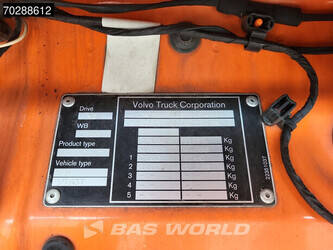 70288612
Volvo Truck Corporation
Drive
WB
Product type
Vehicle type
Kg
Kg
1 Kg
2 Kg
3 Kg
4 Kg
5 Kg
BAS WORLD